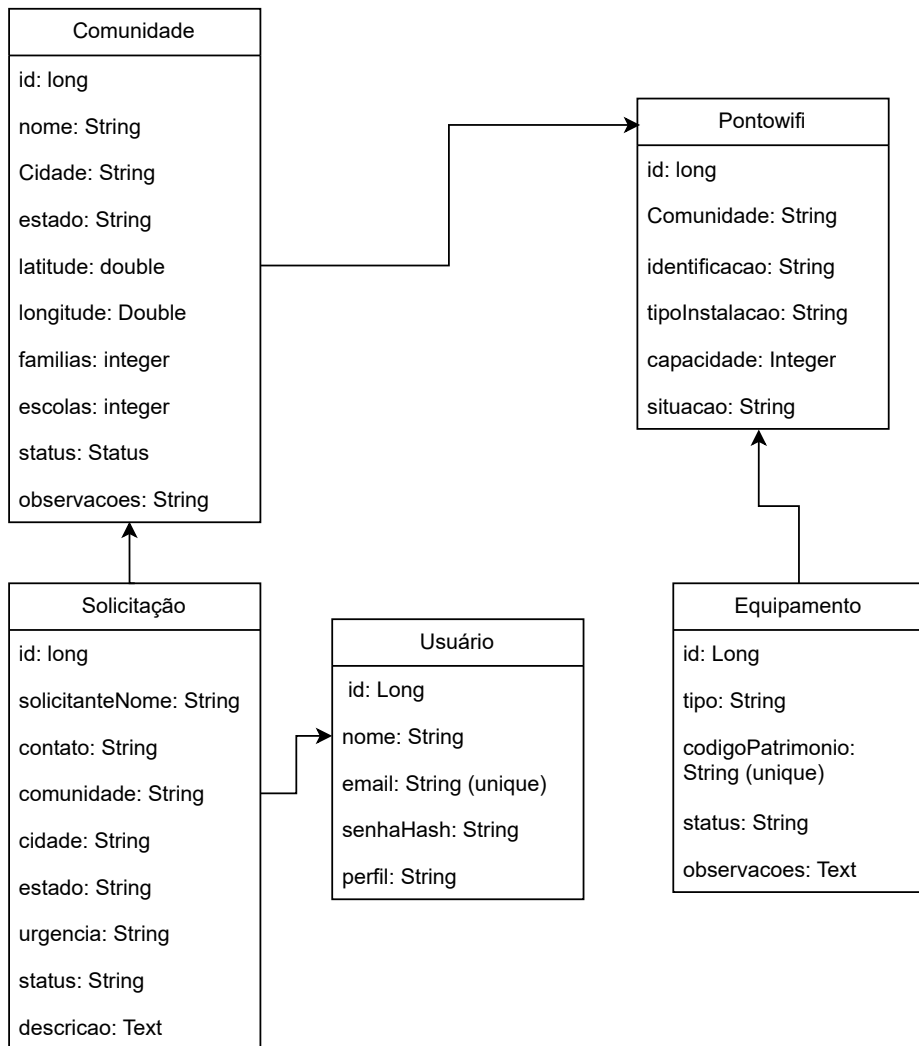 Comunidade
id: long
nome: String
Cidade: String
estado: String
latitude: double
longitude: Double
familias: integer
escolas: integer
status: Status
observacoes: String
Pontowifi
id: long
Comunidade: String
identificacao: String
tipoInstalacao: String
capacidade: Integer
situacao: String
Solicitação
id: long
solicitanteNome: String
contato: String
comunidade: String
cidade: String
estado: String
urgencia: String
status: String
descricao: Text
Usuário
id: Long
nome: String
email: String (unique)
senhaHash: String
perfil: String
Equipamento
id: Long
tipo: String
codigoPatrimonio:
String (unique)
status: String
observacoes: Text